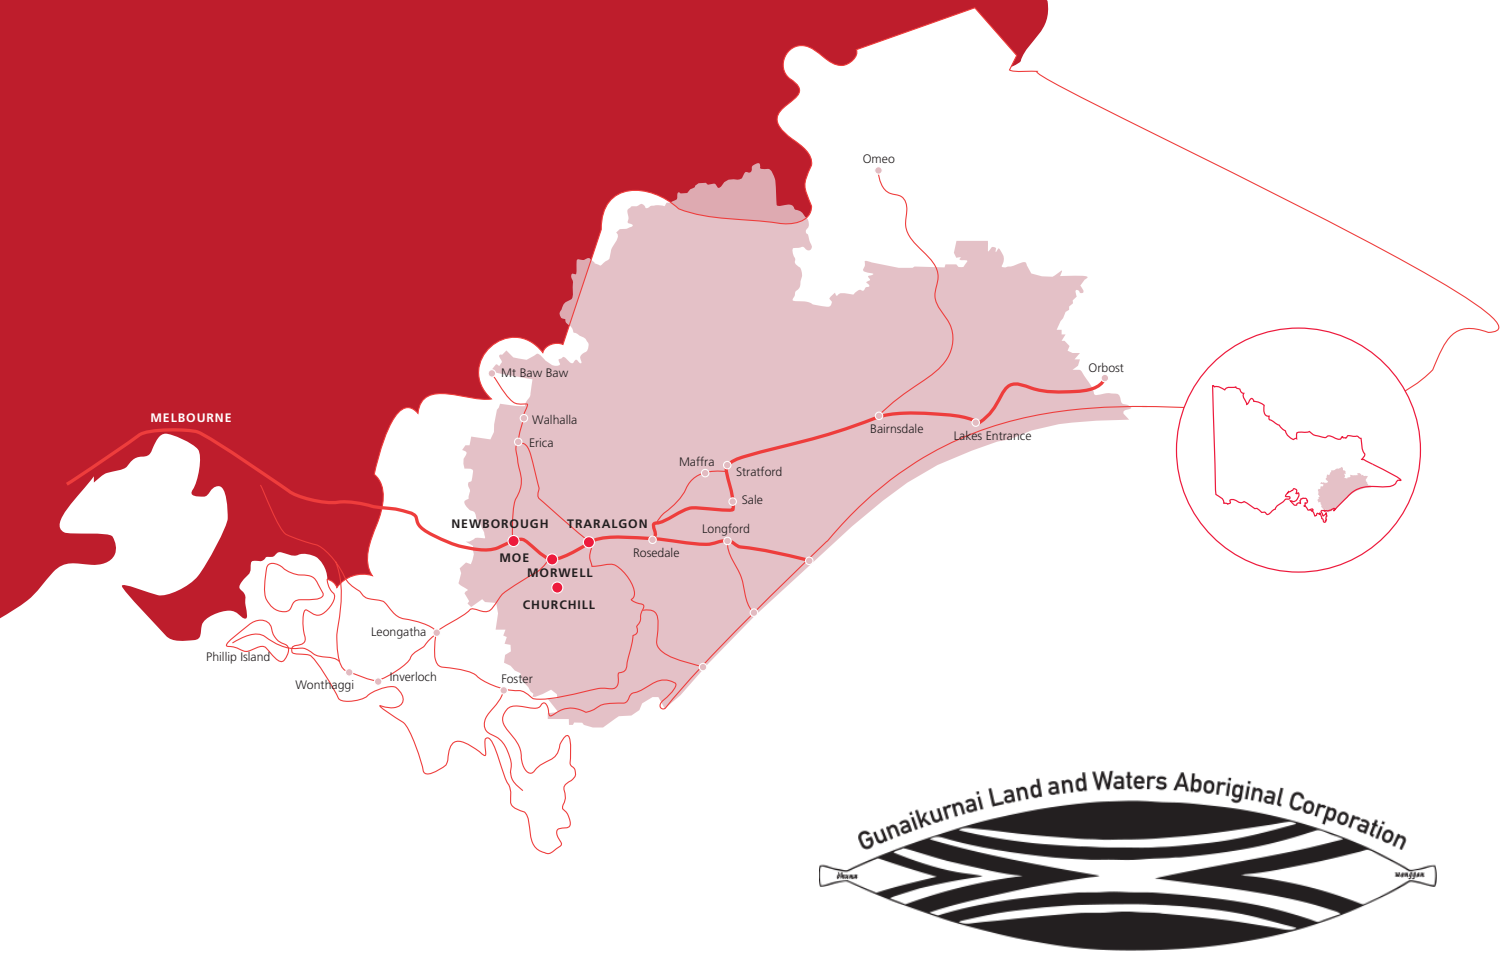 Omeo
Orbost
Mt Baw Baw
MELBOURNE
Walhalla
Erica
Bairnsdale
Lakes Entrance
Maffra
Stratford
Sale
NEWBOROUGH
TRARALGON
Longford
MOE
Rosedale
MORWELL
CHURCHILL
Leongatha
Phillip Island
Inverloch
Foster
Wonthaggi
Gunaikurnai Land and Waters Aboriginal Corporation